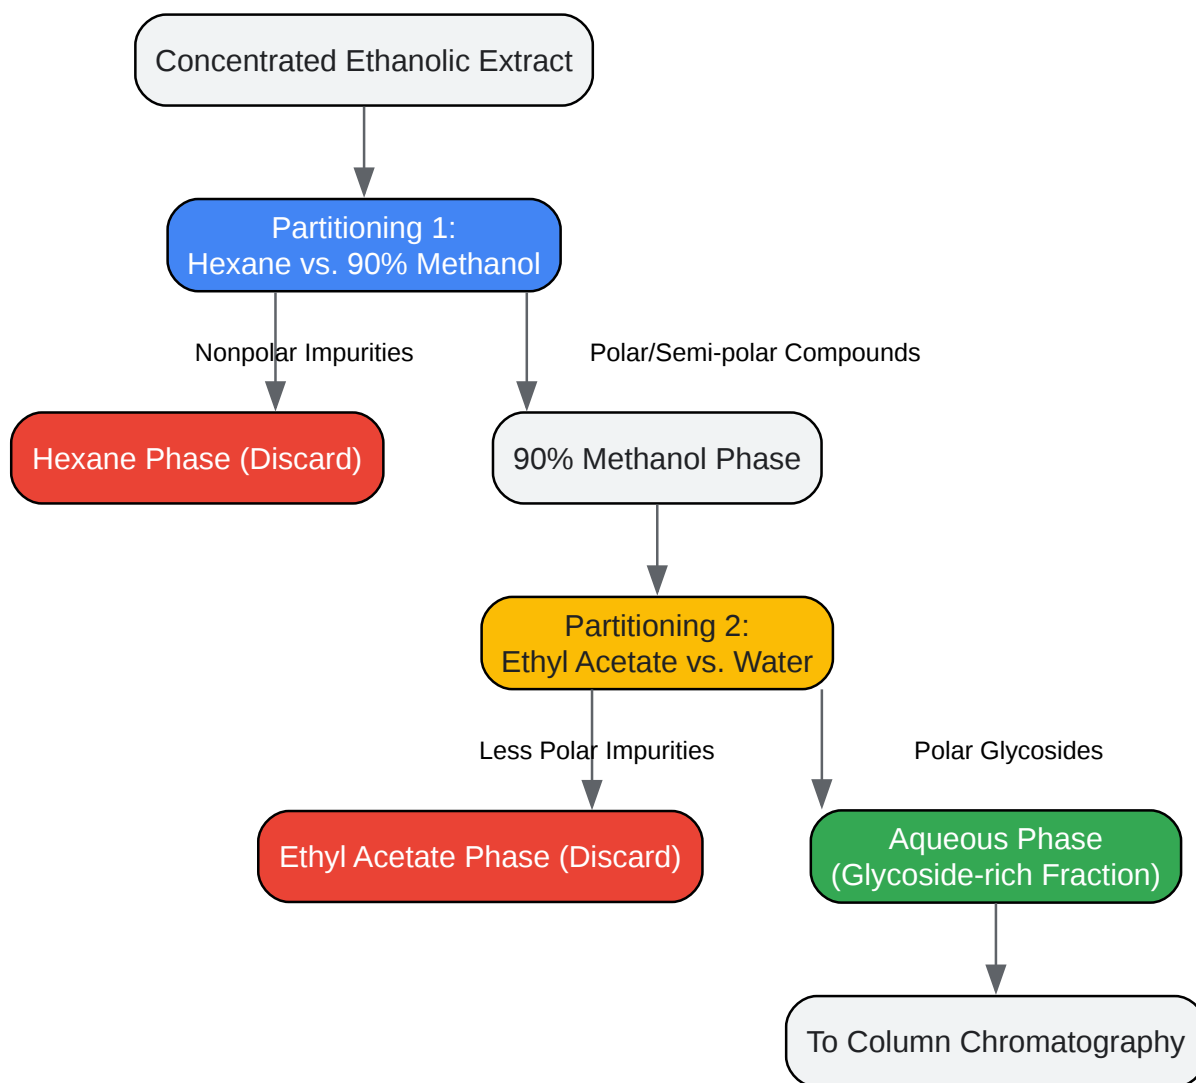 Concentrated Ethanolic Extract
Partitioning 1:
Hexane vs. 90% Methanol
Nonpolar Impurities
Polar/Semi-polar Compounds
Hexane Phase (Discard)
90% Methanol Phase
Partitioning 2:
Ethyl Acetate vs. Water
Less Polar Impurities
Polar Glycosides
Ethyl Acetate Phase (Discard)
Aqueous Phase
(Glycoside-rich Fraction)
To Column Chromatography